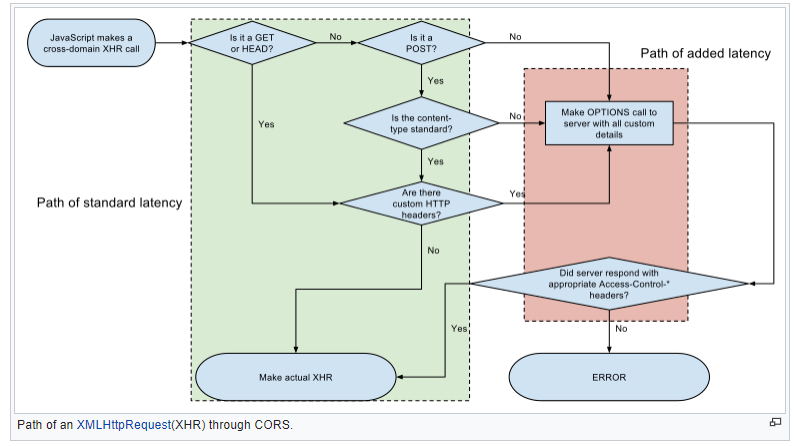 JavaScript makes a
cross-domain XHR call
Is it a GET
or HEAD?
No
Is it a
POST?
No
Path of added latency
Yes
Make OPTIONS call to
server with all custom
details
Is the content-
type standard?
No
Yes
Yes
Path of standard latency
Are there
custom HTTP
headers?
Yes
No
Did server respond with
appropriate Access-Control-*
headers?
Yes
No
Make actual XHR
ERROR
Path of an XMLHttpRequest(XHR) through CORS.